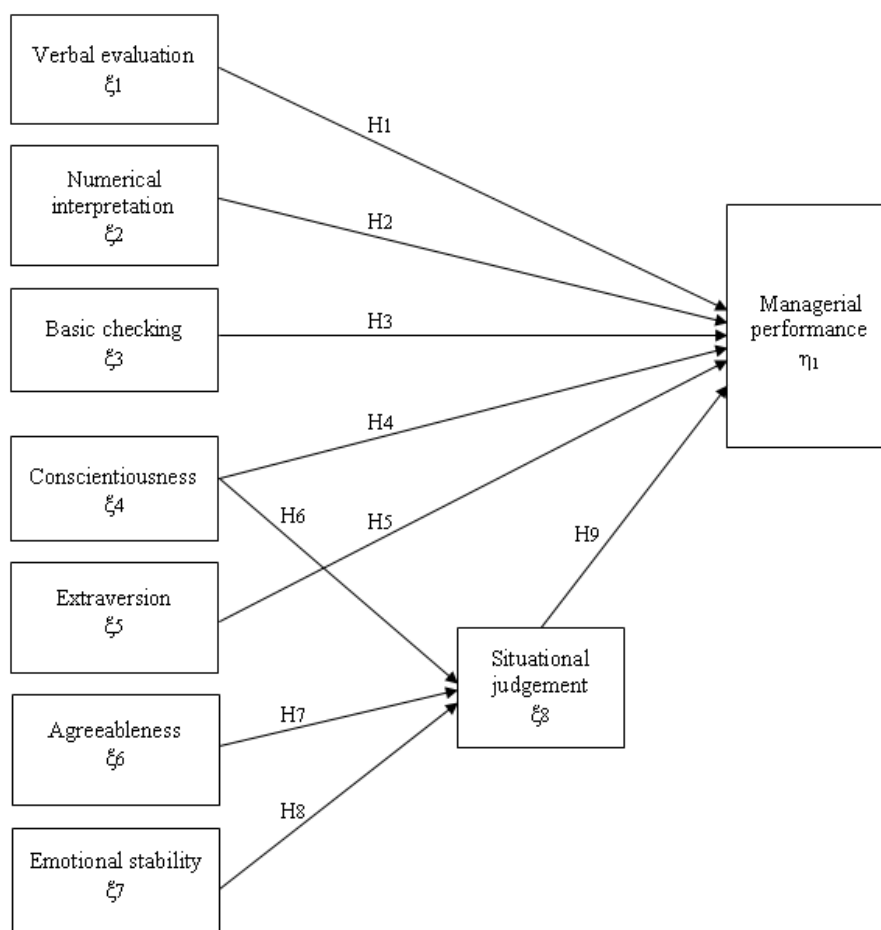 Verbal evaluation
ξ1
H1
Numerical
interpretation
ξ2
H2
Basic checking
ξ3
H3
Managerial
performance
η1
Conscientiousness
ξ4
H4
H6
H5
Extraversion
ξ5
H9
Situational
judgement
ξ8
Agreeableness
ξ6
H7
H8
Emotional stability
ξ7